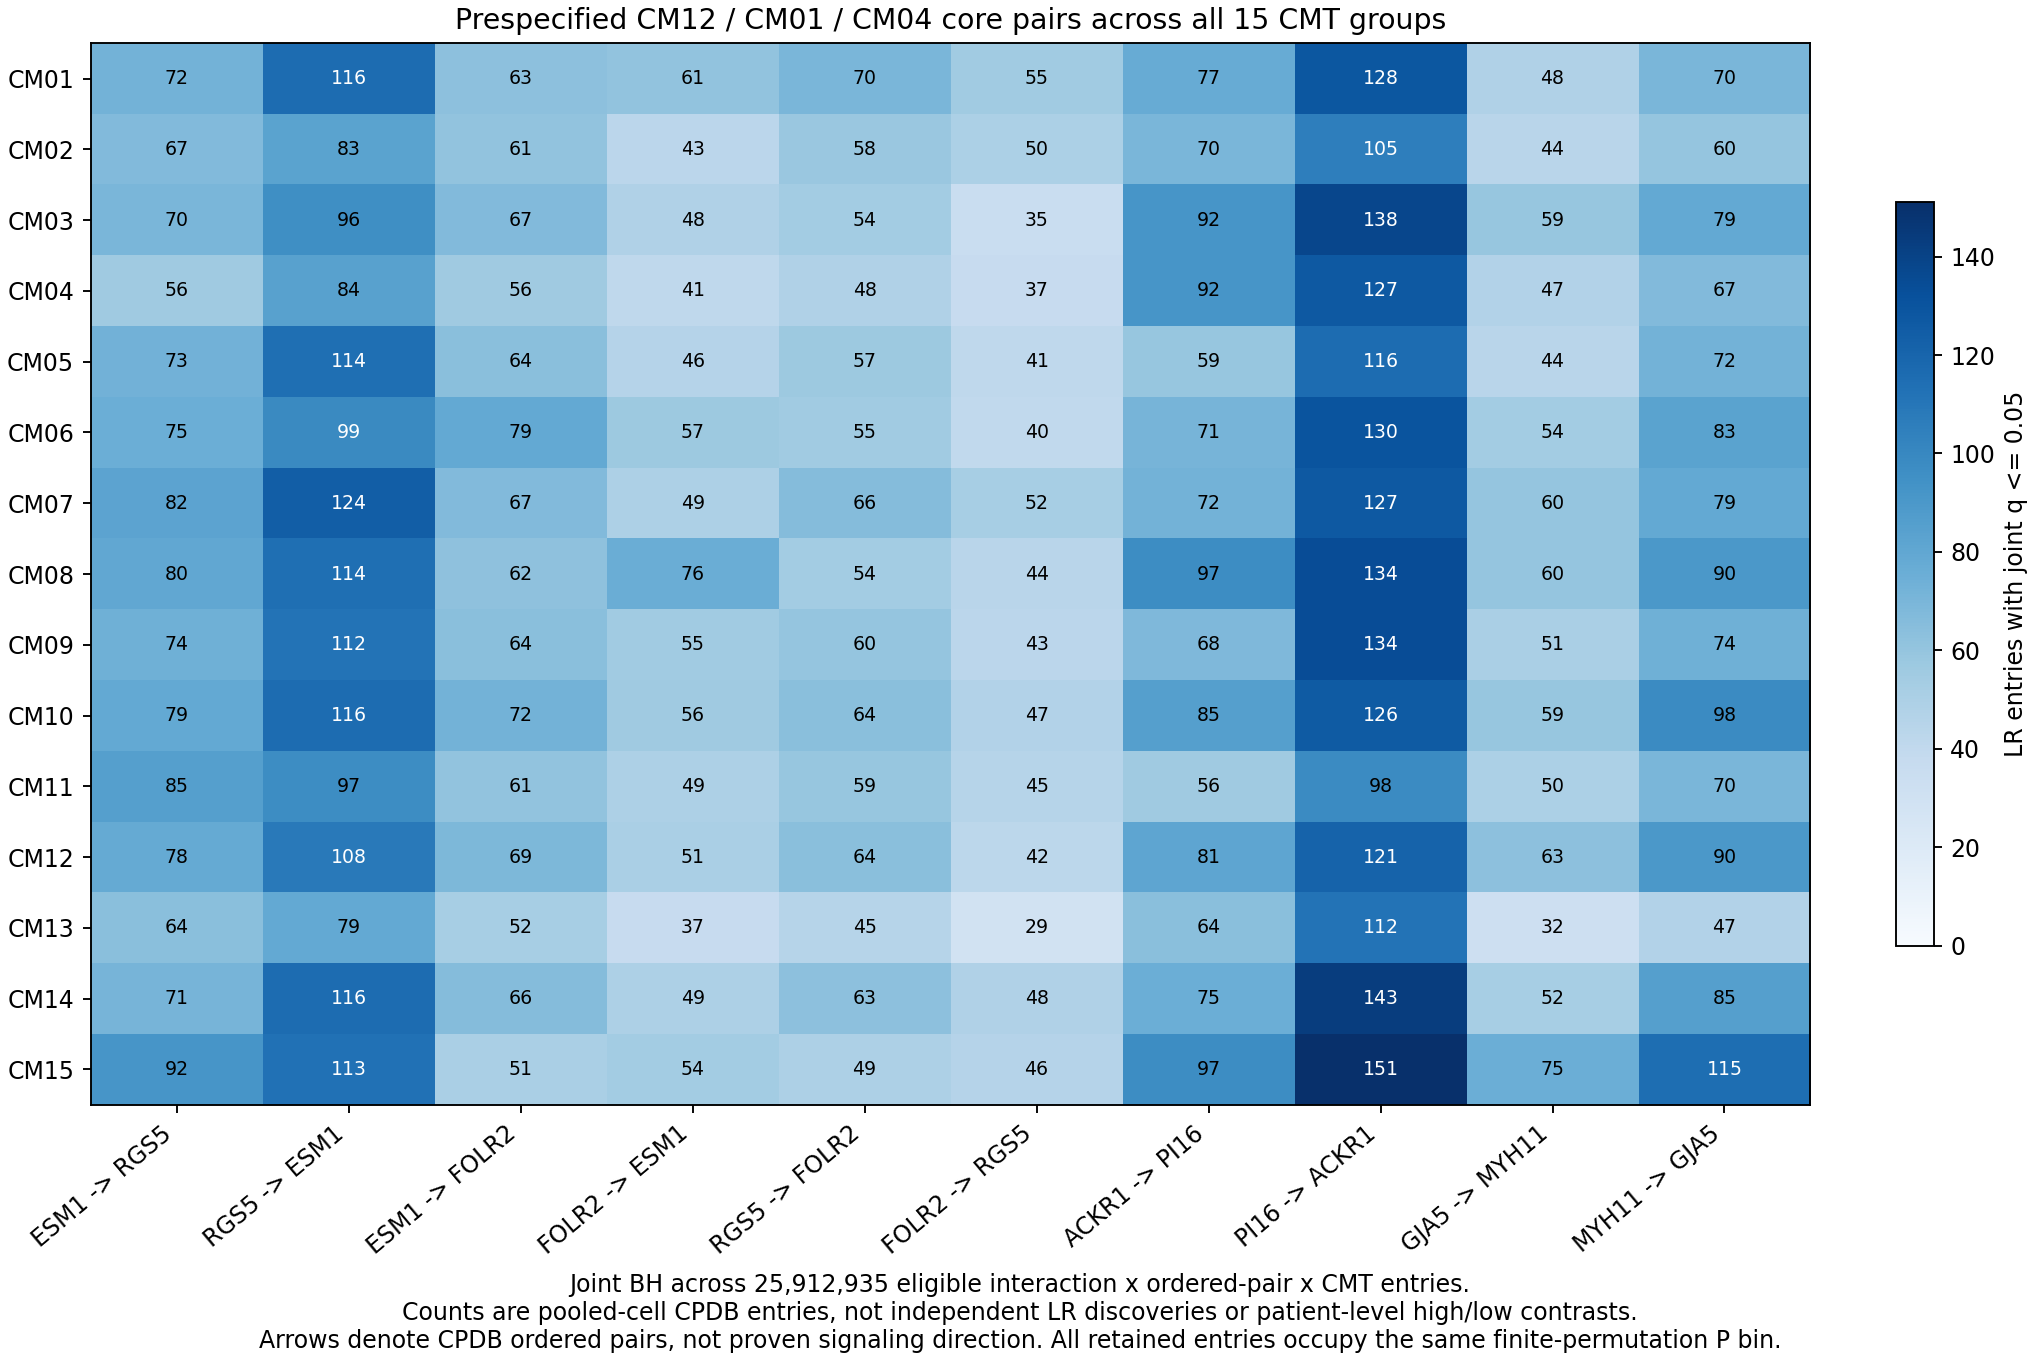 Prespecified CM12 / CM01 / CM04 core pairs across all 15 CMT groups
CM01 72 116 63 61 70 55 77 128 48 70
CM02 67 83 61 43 58 50 70 105 44 60
CM03 70 96 67 48 54 35 92 138 59 79
CM04 56 84 56 41 48 37 92 127 47 67
CM05 73 114 64 46 57 41 59 116 44 72
CM06 75 99 79 57 55 40 71 130 54 83
CM07 82 124 67 49 66 52 72 127 60 79
CM08 80 114 62 76 54 44 97 134 60 90
CM09 74 112 64 55 60 43 68 134 51 74
CM10 79 116 72 56 64 47 85 126 59 98
CM11 85 97 61 49 59 45 56 98 50 70
CM12 78 108 69 51 64 42 81 121 63 90
CM13 64 79 52 37 45 29 64 112 32 47
CM14 71 116 66 49 63 48 75 143 52 85
CM15 92 113 51 54 49 46 97 151 75 115
ESM1 -> RGS5
RGS5 -> ESM1
ESM1 -> FOLR2
FOLR2 -> ESM1
RGS5 -> FOLR2
FOLR2 -> RGS5
ACKR1 -> PI16
PI16 -> ACKR1
GJA5 -> MYH11
MYH11 -> GJA5
140
120
100
80
60
40
20
0
LR entries with joint q <= 0.05
Joint BH across 25,912,935 eligible interaction x ordered-pair x CMT entries.
Counts are pooled-cell CPDB entries, not independent LR discoveries or patient-level high/low contrasts.
Arrows denote CPDB ordered pairs, not proven signaling direction. All retained entries occupy the same finite-permutation P bin.